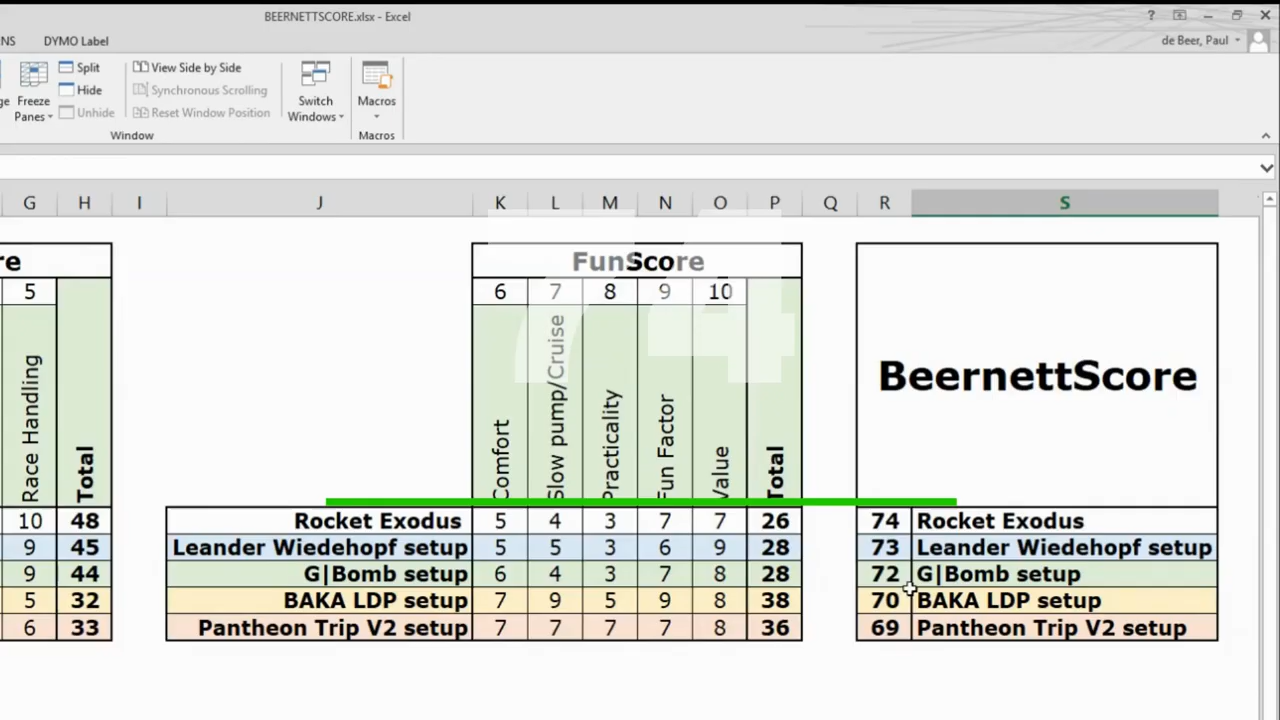 BEERNETTSCORE.xlsx - Excel
?
NS DYMO Label
de Beer, Paul
Split
Hide
Unhide
View Side by Side
Synchronous Scrolling
Reset Window Position
Freeze
Panes
Switch
Windows
Macros
Window
Macros
G H I J K L M N O P Q R S
re
FunScore
BeernettScore
74
5
6 7 8 9 10
Race Handling
Total
Comfort
Slow pump/Cruise
Practicality
Fun Factor
Value
Total
10 48 Rocket Exodus 5 4 3 7 7 26 74 Rocket Exodus
9 45 Leander Wiedehopf setup 5 5 3 6 9 28 73 Leander Wiedehopf setup
9 44 G|Bomb setup 6 4 3 7 8 28 72 G|Bomb setup
5 32 BAKA LDP setup 7 9 5 9 8 38 70 BAKA LDP setup
6 33 Pantheon Trip V2 setup 7 7 7 7 8 36 69 Pantheon Trip V2 setup